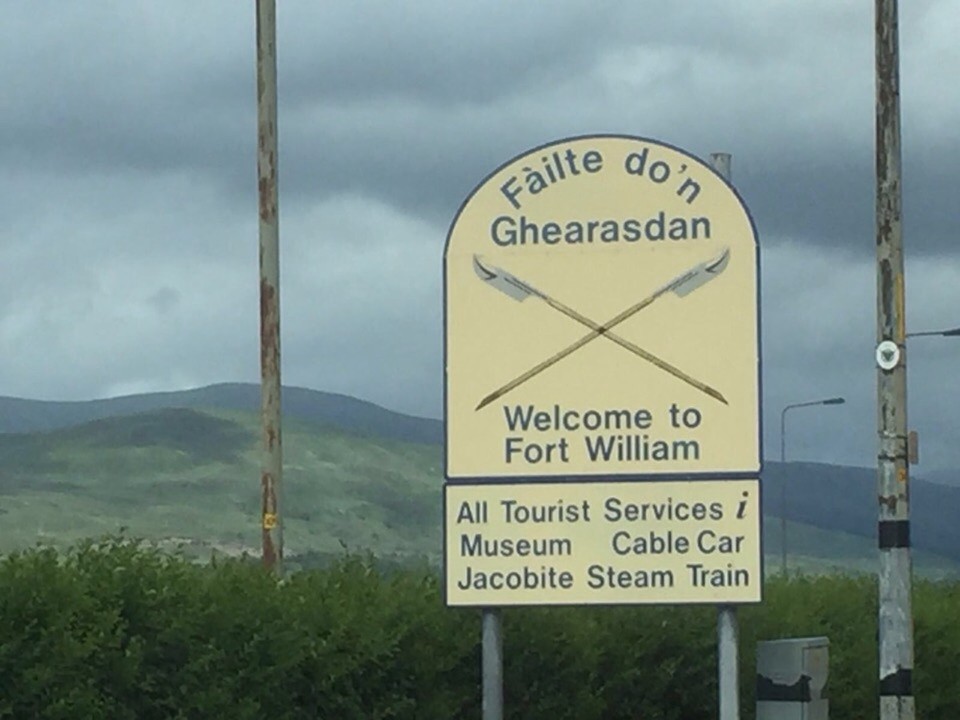 Fàilte do'n
Ghearasdan
Welcome to
Fort William
All Tourist Services i
Museum Cable Car
Jacobite Steam Train